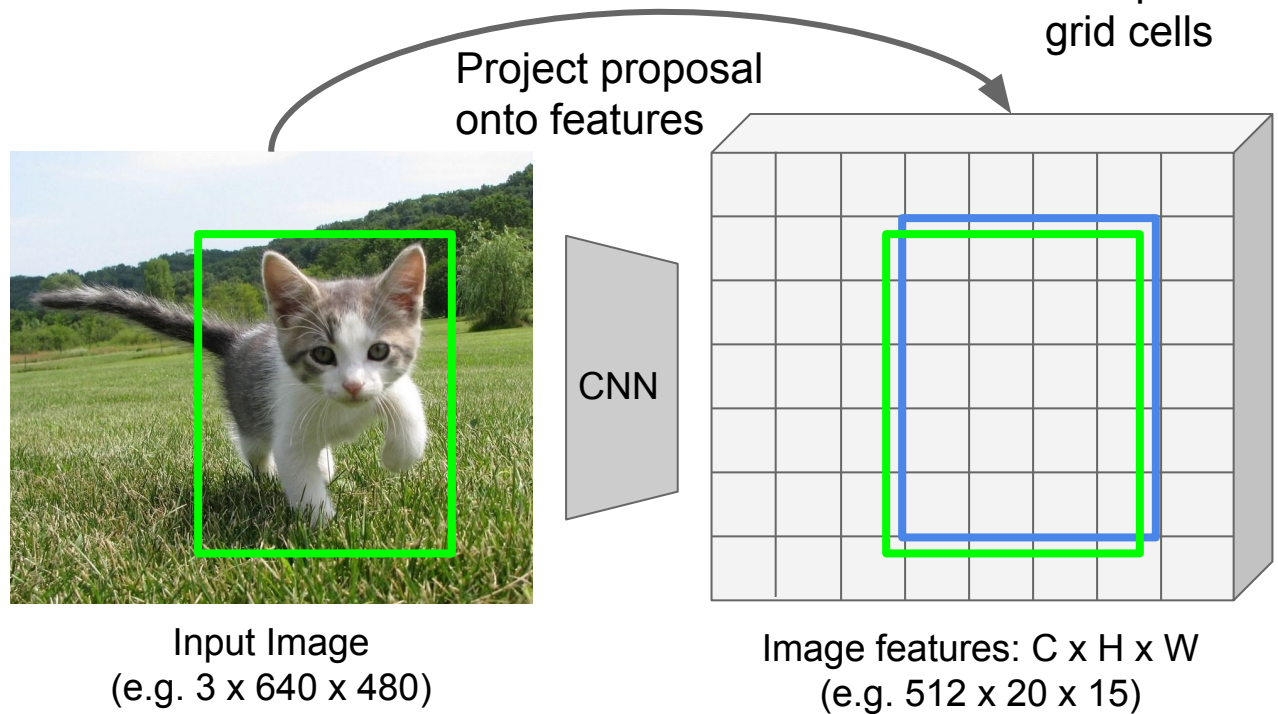 grid cells
Project proposal
onto features
CNN
Input Image
(e.g. 3 x 640 x 480)
Image features: C x H x W
(e.g. 512 x 20 x 15)